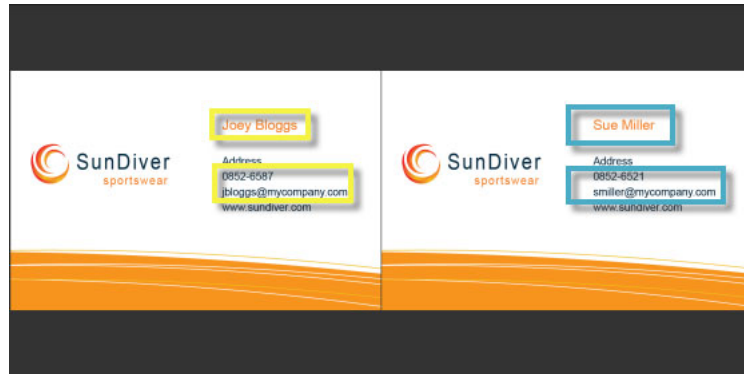 Joey Bloggs
SunDiver
sportswear
Address
0852-6587
jbloggs@mycompany.com
www.sundiver.com
Sue Miller
SunDiver
sportswear
Address
0852-6521
smiller@mycompany.com
www.sundiver.com